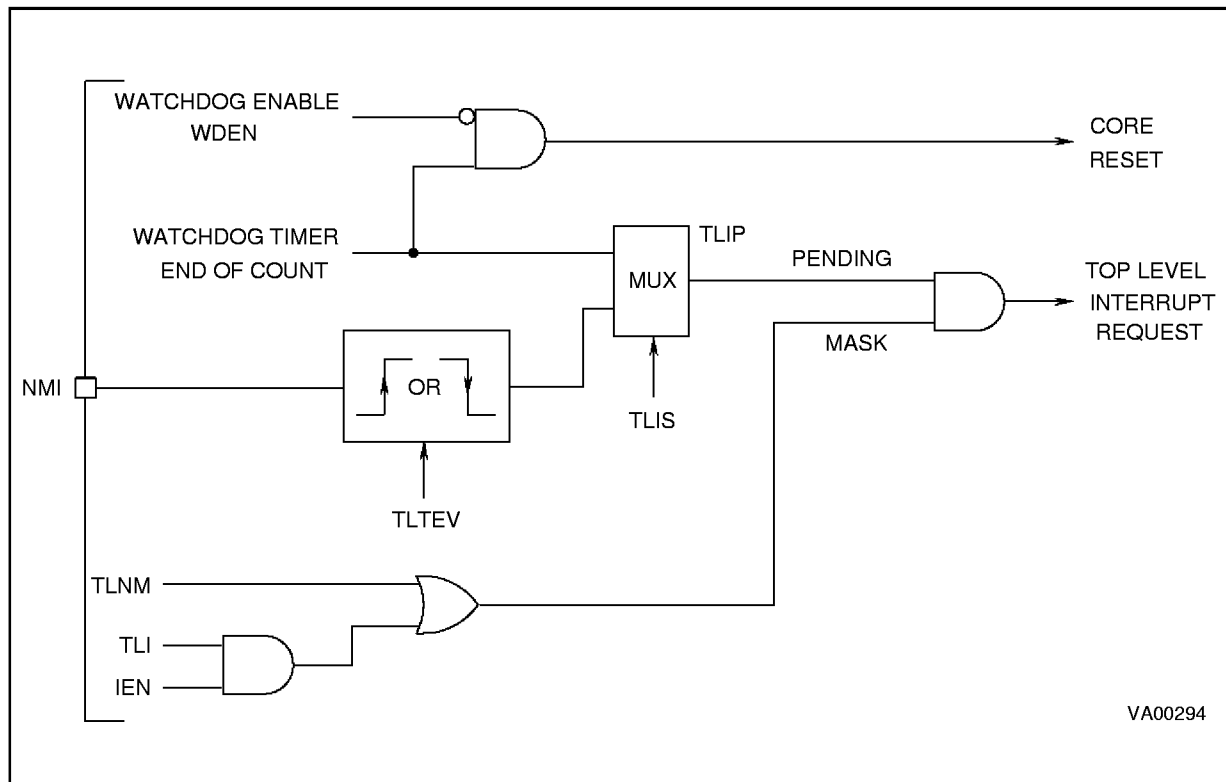 WATCHDOG ENABLE
WDEN
CORE
RESET
WATCHDOG TIMER
END OF COUNT
TLIP
MUX
PENDING
TOP LEVEL
INTERRUPT
REQUEST
MASK
NMI
OR
TLIS
TLTEV
TLNM
TLI
IEN
VA00294